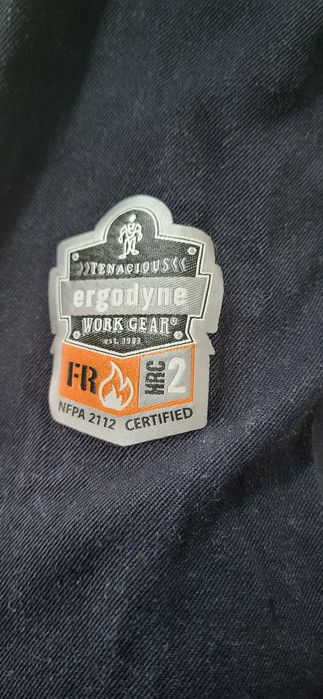 TENACIOUS
ergodyne
WORK GEAR®
est. 1983
FR HRC 2
NFPA 2112 CERTIFIED